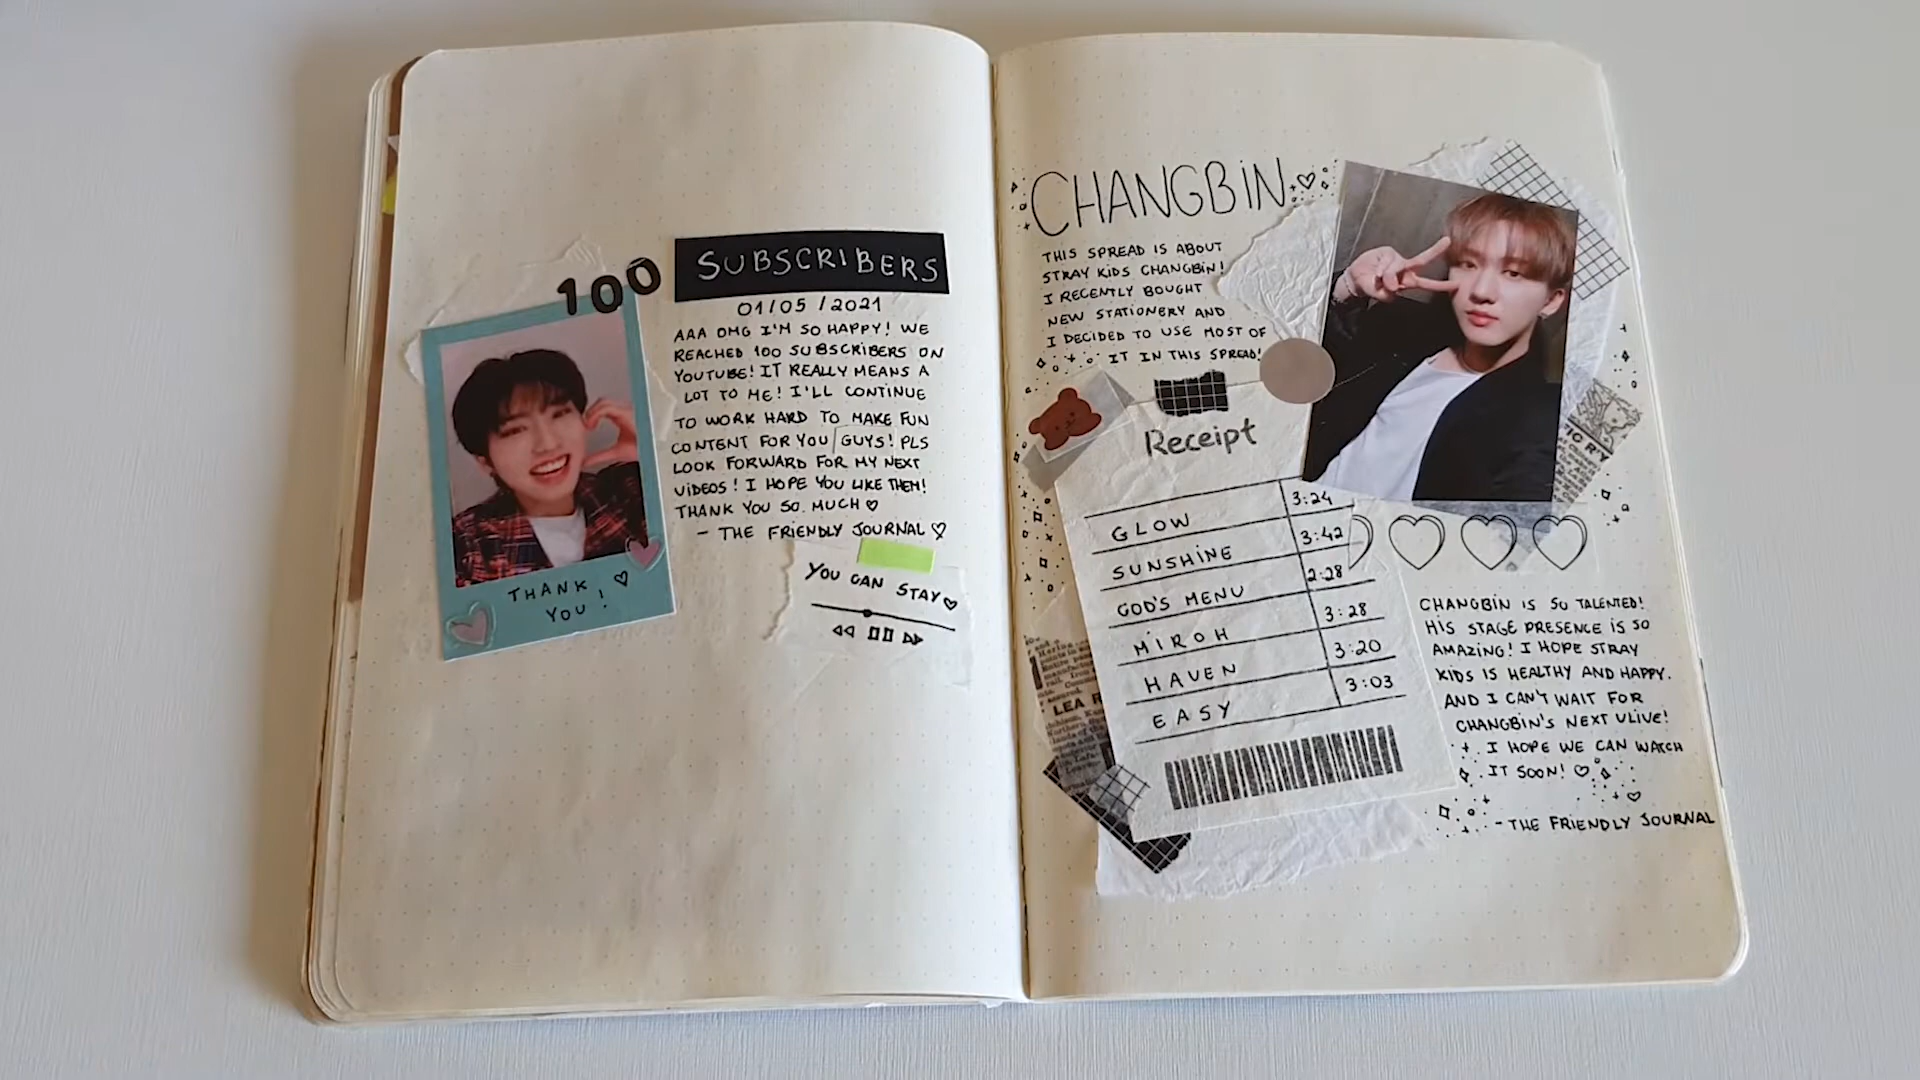 100 SUBSCRIBERS
01/05/2021
AAA OMG I'M SO HAPPY! WE
REACHED 100 SUBSCRIBERS ON
YOUTUBE! IT REALLY MEANS A
LOT TO ME! I'LL CONTINUE
TO WORK HARD TO MAKE FUN
CONTENT FOR YOU GUYS! PLS
LOOK FORWARD FOR MY NEXT
VIDEOS! I HOPE YOU LIKE THEM!
THANK YOU SO MUCH ♡
- THE FRIENDLY JOURNAL ♡
THANK ♡
YOU!
YOU CAN STAY ♡
CHANGBIN ♡
THIS SPREAD IS ABOUT
STRAY KIDS CHANGBIN!
I RECENTLY BOUGHT
NEW STATIONERY AND
I DECIDED TO USE MOST OF
IT IN THIS SPREAD!
Receipt
GLOW 3:24
SUNSHINE 3:42
GOD'S MENU 2:28
MIROH 3:28
HAVEN 3:20
EASY 3:03
LEA
CHANGBIN IS SO TALENTED!
HIS STAGE PRESENCE IS SO
AMAZING! I HOPE STRAY
KIDS IS HEALTHY AND HAPPY.
AND I CAN'T WAIT FOR
CHANGBIN'S NEXT VLIVE!
I HOPE WE CAN WATCH
IT SOON! ♡
- THE FRIENDLY JOURNAL